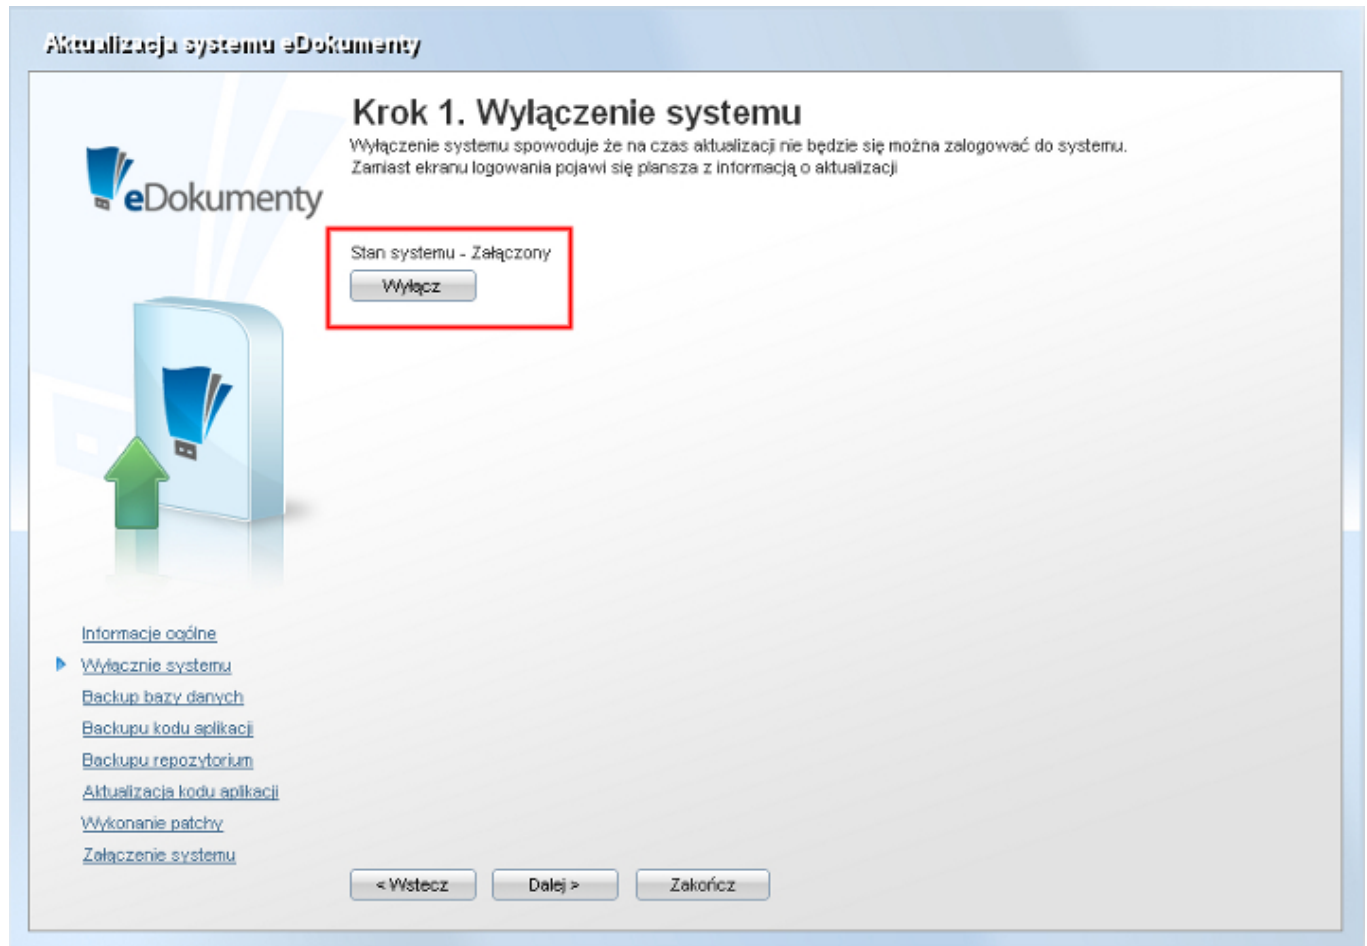 Aktualizacja systemu eDokumenty
Krok 1. Wyłączenie systemu
Wyłączenie systemu spowoduje że na czas aktualizacji nie będzie się można zalogować do systemu.
Zamiast ekranu logowania pojawi się plansza z informacją o aktualizacji
eDokumenty
Stan systemu - Załączony
Wyłącz
Informacje ogólne
Wyłącznie systemu
Backup bazy danych
Backupu kodu aplikacji
Backupu repozytorium
Aktualizacja kodu aplikacji
Wykonanie patchy
Załączenie systemu
< Wstecz Dalej > Zakończ